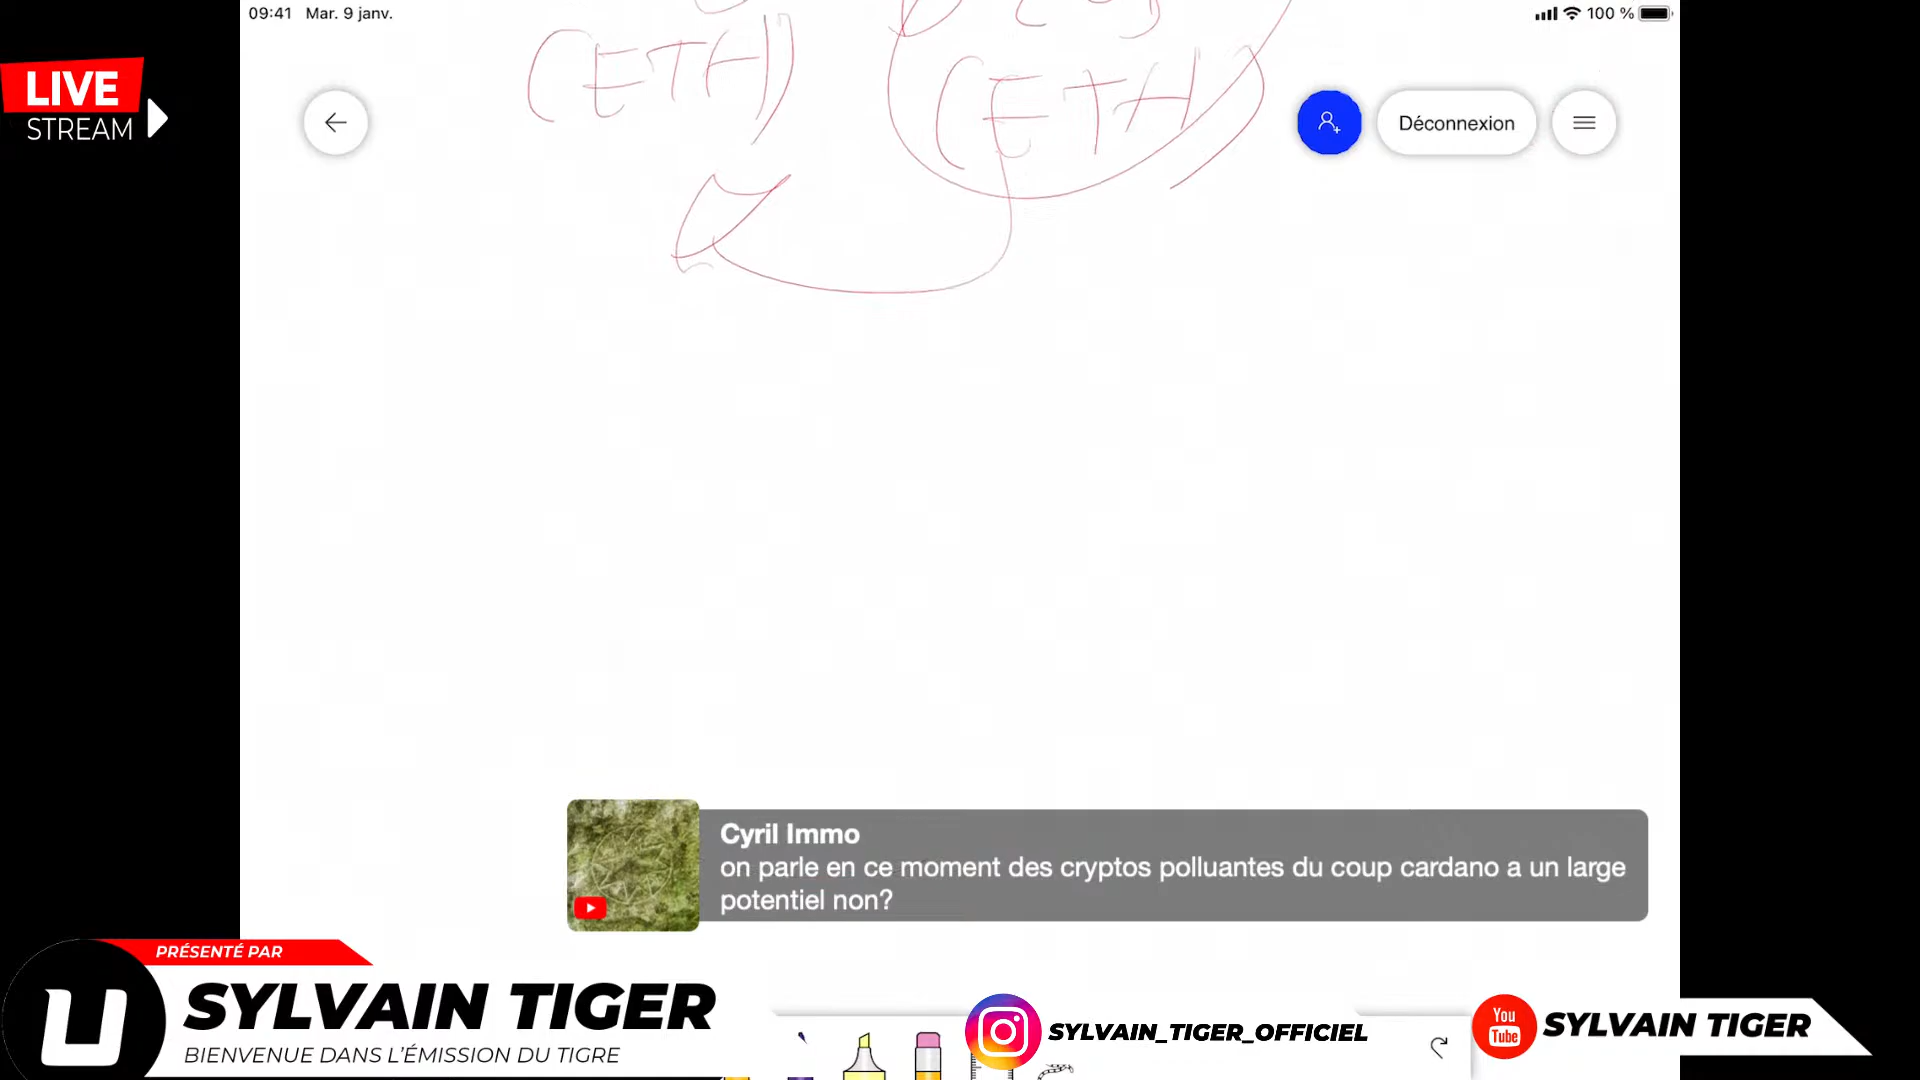 09:41 Mar. 9 janv.
100 %
(ETH)
(ETH)
LIVE
STREAM
Déconnexion
Cyril Immo
on parle en ce moment des cryptos polluantes du coup cardano a un large
potentiel non?
PRÉSENTÉ PAR
U
SYLVAIN TIGER
BIENVENUE DANS L'ÉMISSION DU TIGRE
SYLVAIN_TIGER_OFFICIEL
You
Tube
SYLVAIN TIGER